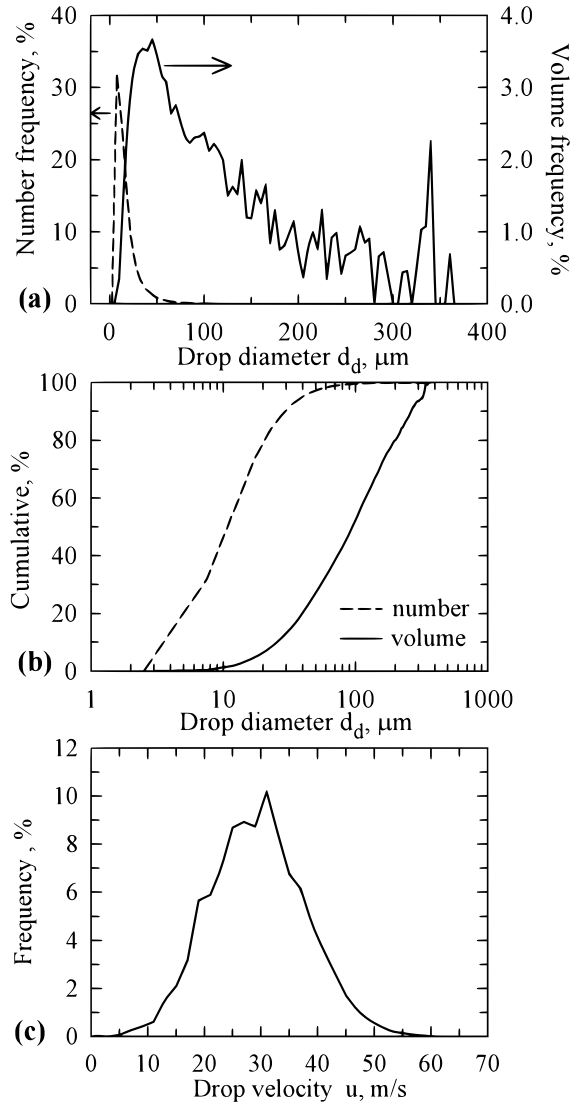 (a)
Number frequency, %
40
30
20
10
0
4.0
3.0
2.0
1.0
0.0
Volume frequency, %
0 100 200 300 400
Drop diameter d_d, μm
(b)
Cumulative, %
100
80
60
40
20
0
number
volume
1 10 100 1000
Drop diameter d_d, μm
(c)
Frequency, %
12
10
8
6
4
2
0
0 10 20 30 40 50 60 70
Drop velocity u, m/s